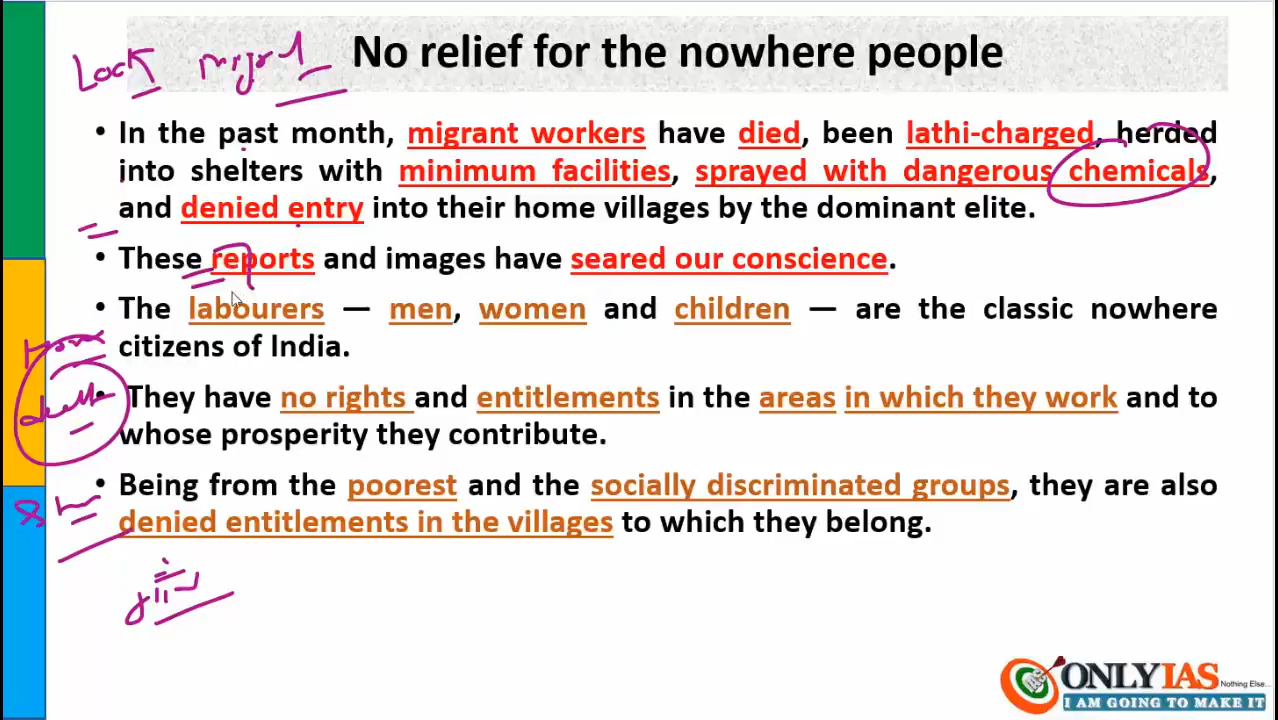 No relief for the nowhere people
Lock
• In the past month, migrant workers have died, been lathi-charged, herded
into shelters with minimum facilities, sprayed with dangerous chemicals,
and denied entry into their home villages by the dominant elite.
• These reports and images have seared our conscience.
• The labourers — men, women and children — are the classic nowhere
citizens of India.
• They have no rights and entitlements in the areas in which they work and to
whose prosperity they contribute.
• Being from the poorest and the socially discriminated groups, they are also
denied entitlements in the villages to which they belong.
ONLYIAS
Nothing Else...
I AM GOING TO MAKE IT